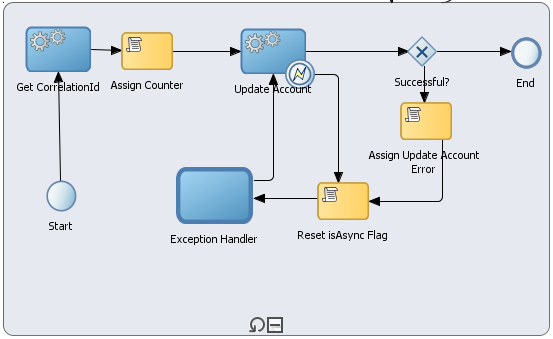 Get CorrelationId
Assign Counter
Update Account
Successful?
End
Assign Update Account
Error
Start
Exception Handler
Reset isAsync Flag